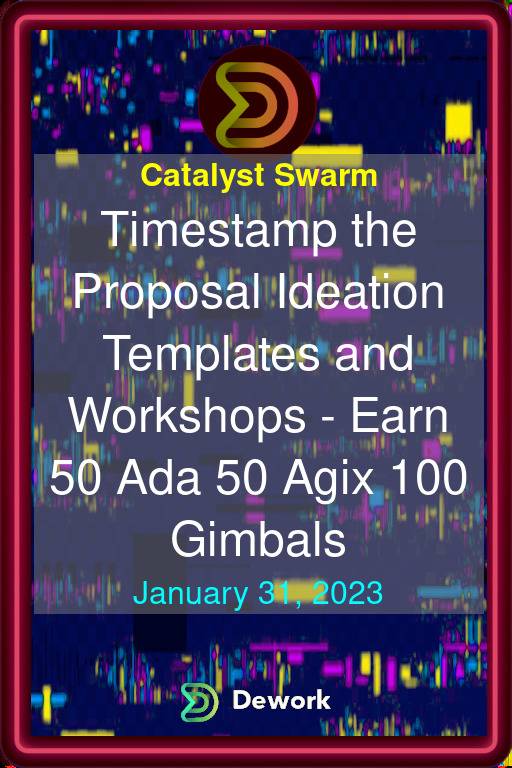 Catalyst Swarm
Timestamp the
Proposal Ideation
Templates and
Workshops - Earn
50 Ada 50 Agix 100
Gimbals
January 31, 2023
Dework